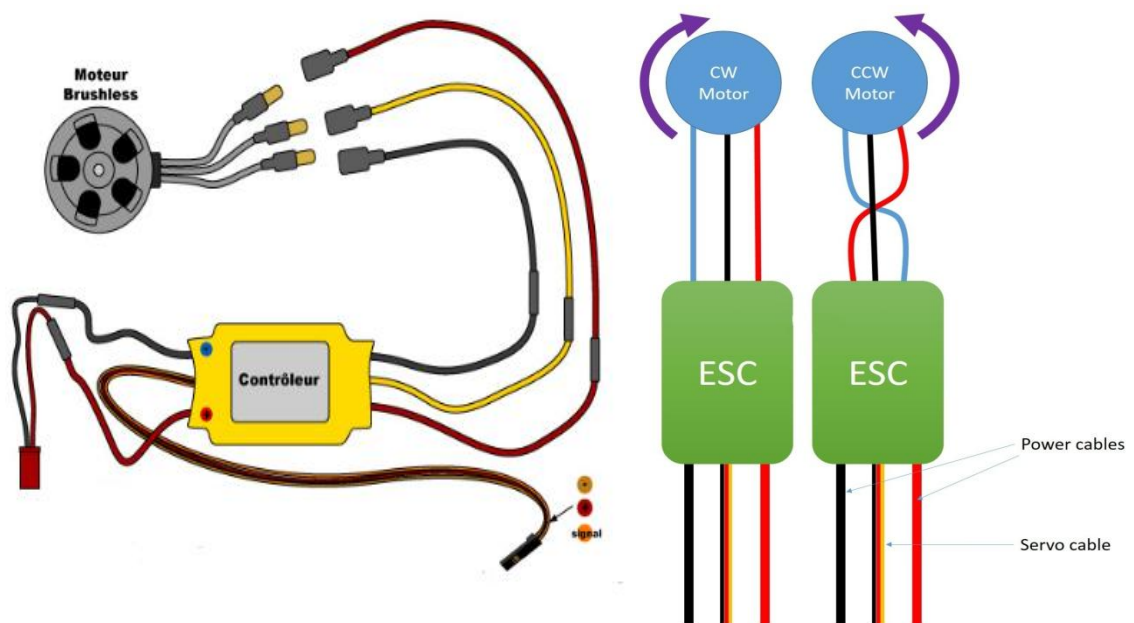 Moteur
Brushless
Contrôleur
signal
CW
Motor
CCW
Motor
ESC
ESC
Power cables
Servo cable